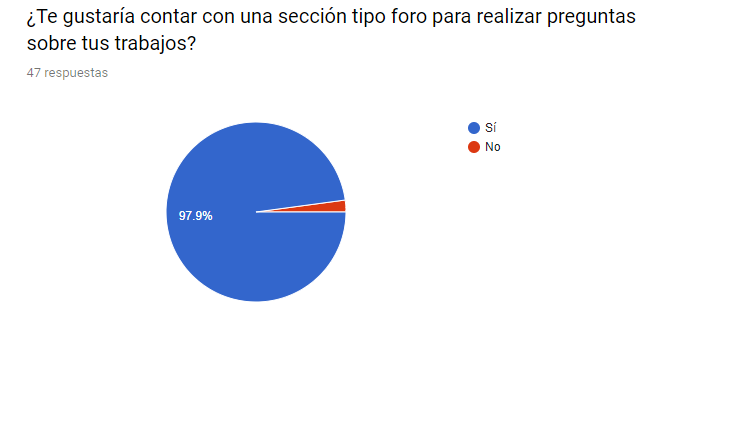 ¿Te gustaría contar con una sección tipo foro para realizar preguntas
sobre tus trabajos?
47 respuestas
Sí
No
97.9%